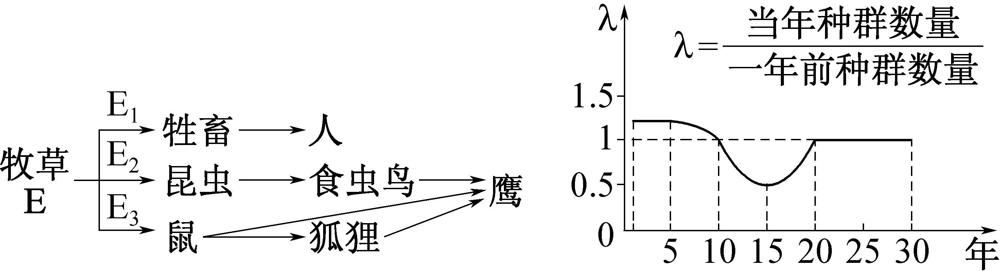 牧草
E
E₁
牲畜
人
E₂
昆虫
食虫鸟
鹰
E₃
鼠
狐狸
λ
λ=当年种群数量/一年前种群数量
1.5
1
0.5
0
5 10 15 20 25 30 年